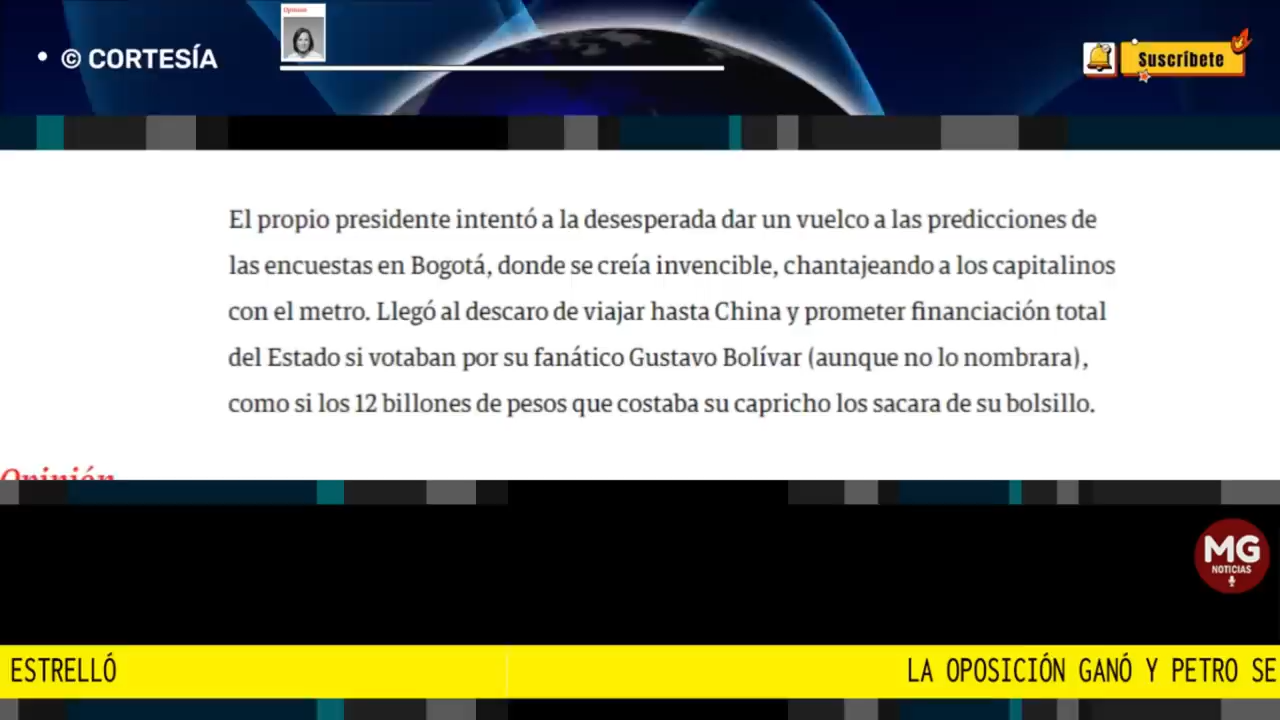 Opinión
• © CORTESÍA
Suscríbete
El propio presidente intentó a la desesperada dar un vuelco a las predicciones de
las encuestas en Bogotá, donde se creía invencible, chantajeando a los capitalinos
con el metro. Llegó al descaro de viajar hasta China y prometer financiación total
del Estado si votaban por su fanático Gustavo Bolívar (aunque no lo nombrara),
como si los 12 billones de pesos que costaba su capricho los sacara de su bolsillo.
Opinión
MG
NOTICIAS
ESTRELLÓ
LA OPOSICIÓN GANÓ Y PETRO SE